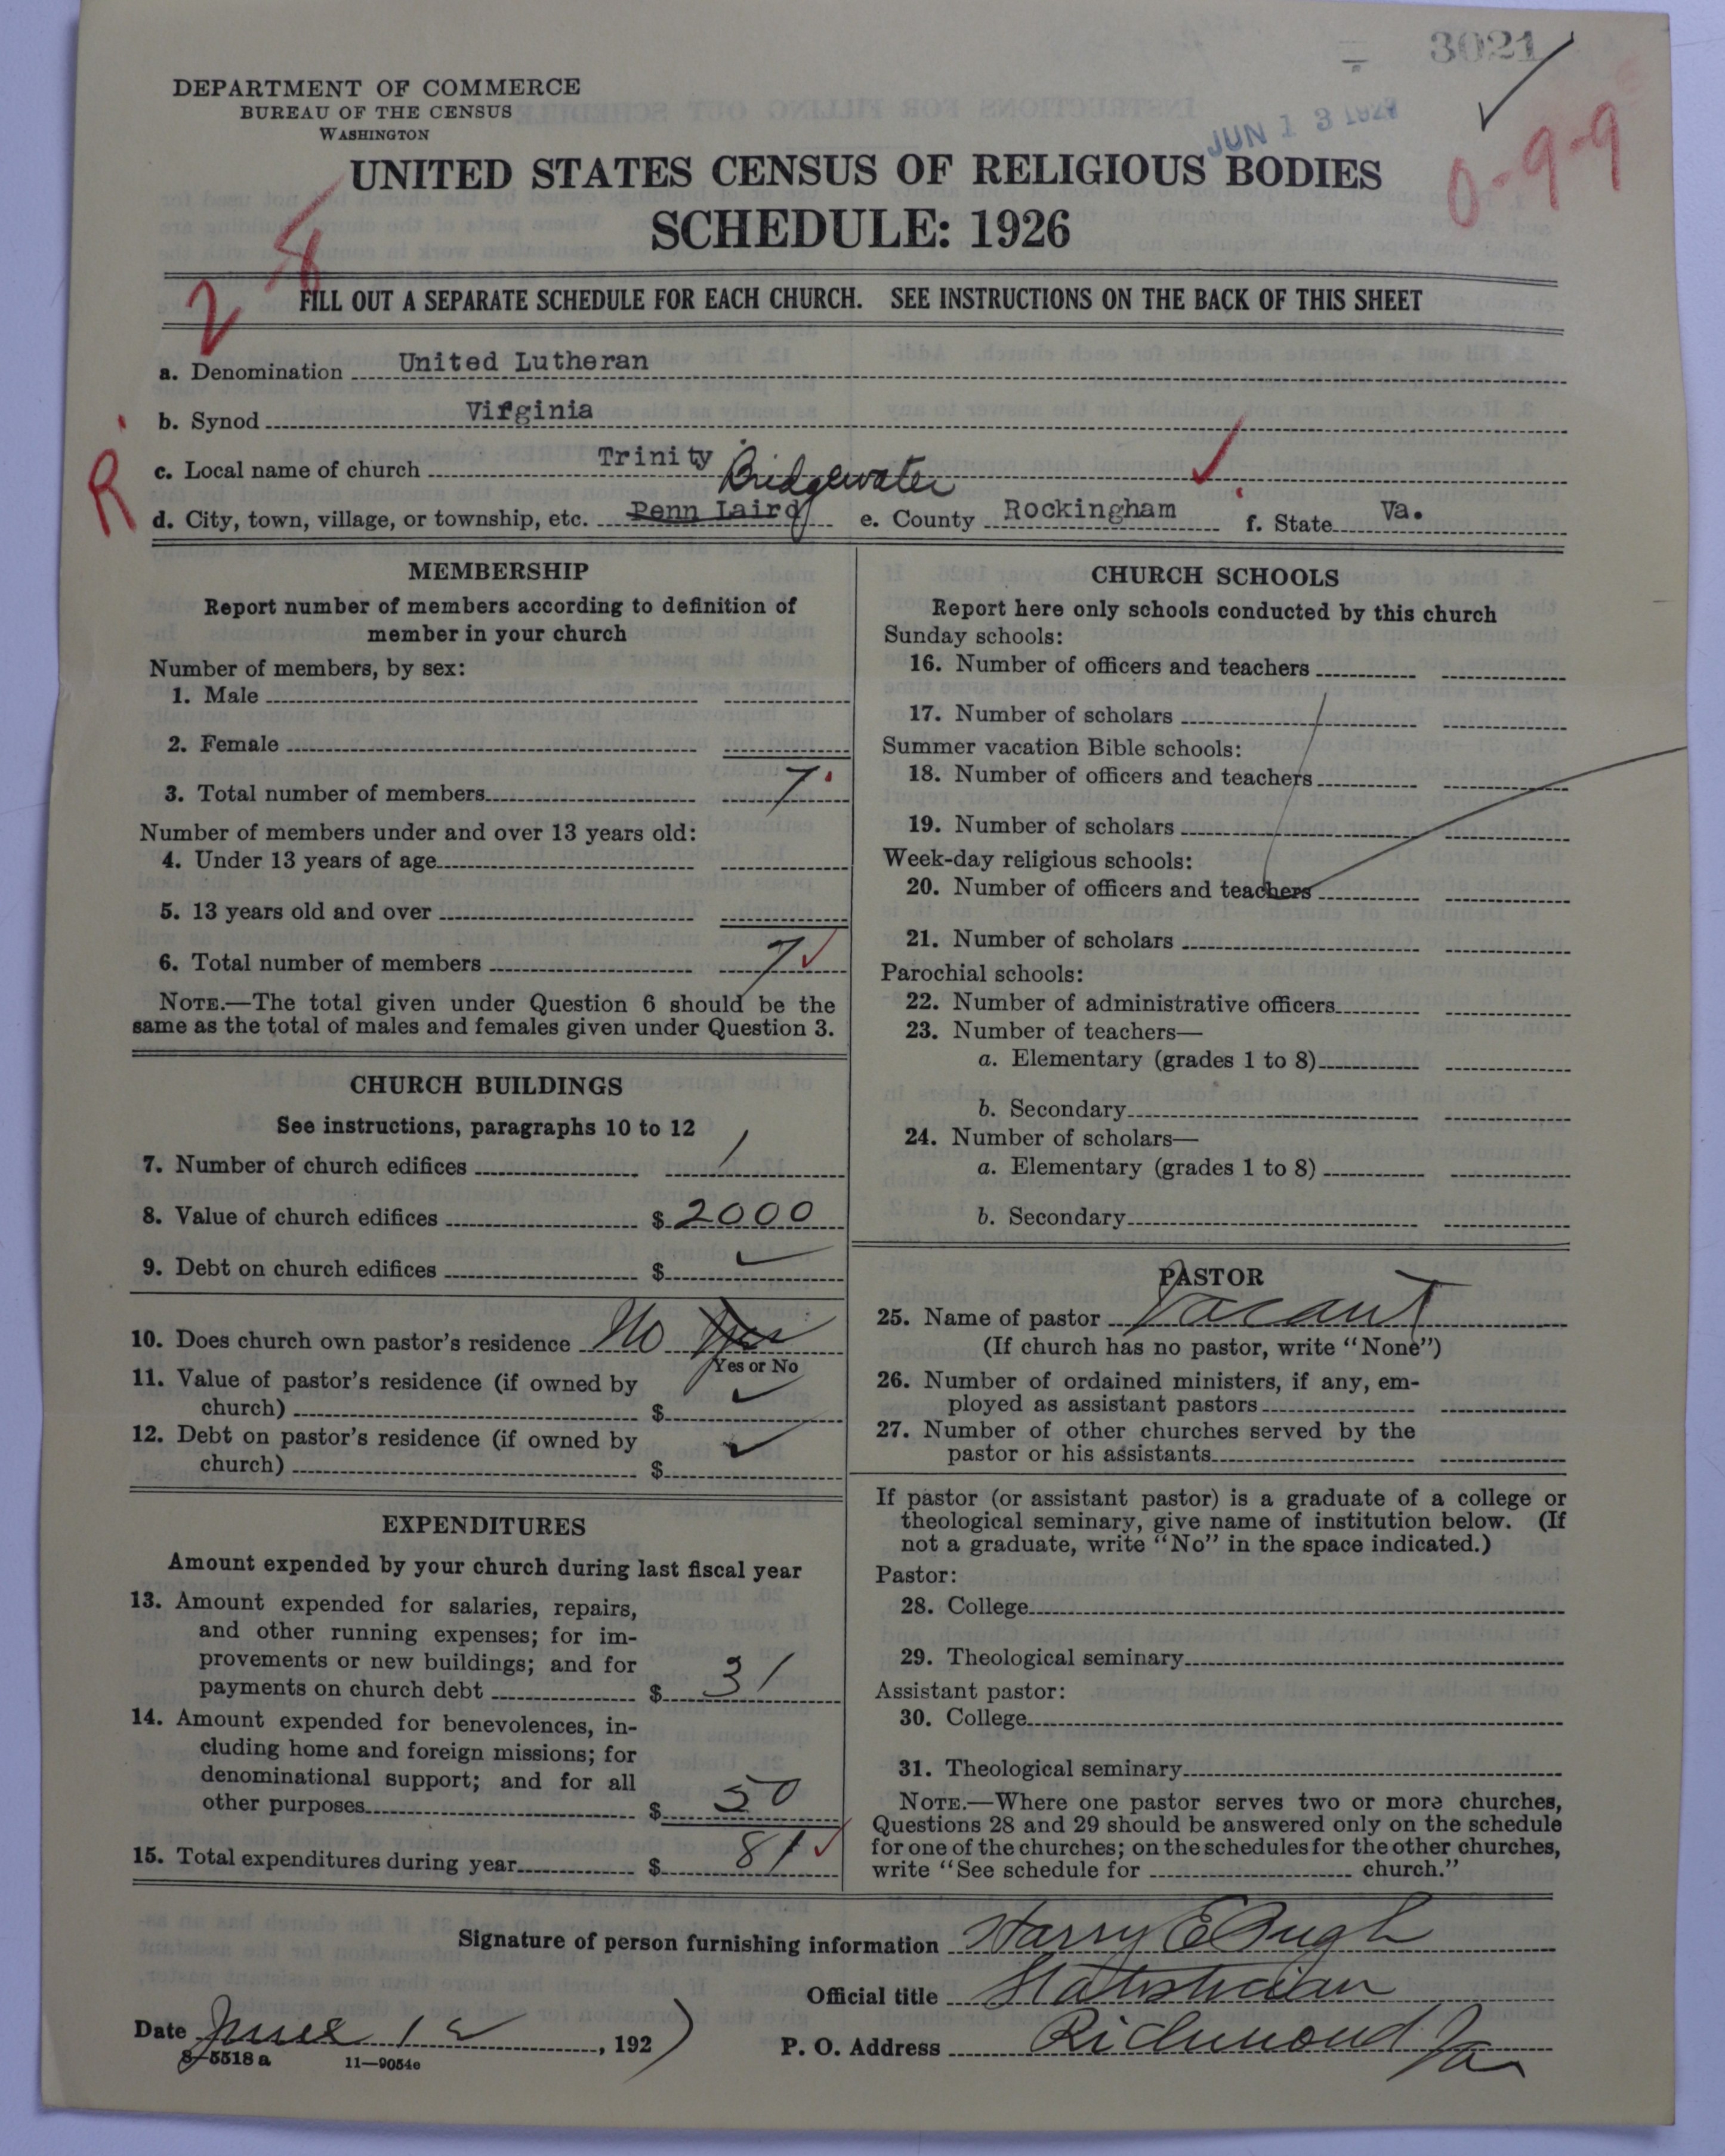 3021
DEPARTMENT OF COMMERCE
BUREAU OF THE CENSUS
WASHINGTON
JUN 13 1927
0-9-9
UNITED STATES CENSUS OF RELIGIOUS BODIES
SCHEDULE: 1926
2 8
FILL OUT A SEPARATE SCHEDULE FOR EACH CHURCH. SEE INSTRUCTIONS ON THE BACK OF THIS SHEET
a. Denomination United Lutheran
b. Synod Virginia
R
c. Local name of church Trinity
Bridgewater
d. City, town, village, or township, etc. Penn Laird e. County Rockingham f. State Va.
MEMBERSHIP
Report number of members according to definition of
member in your church
Number of members, by sex:
1. Male
2. Female
3. Total number of members 7
Number of members under and over 13 years old:
4. Under 13 years of age
5. 13 years old and over
6. Total number of members 7
NOTE.—The total given under Question 6 should be the
same as the total of males and females given under Question 3.
CHURCH BUILDINGS
See instructions, paragraphs 10 to 12
7. Number of church edifices 1
8. Value of church edifices $ 2000
9. Debt on church edifices $
10. Does church own pastor's residence No Yes
Yes or No
11. Value of pastor's residence (if owned by
church) $
12. Debt on pastor's residence (if owned by
church) $
EXPENDITURES
Amount expended by your church during last fiscal year
13. Amount expended for salaries, repairs,
and other running expenses; for im-
provements or new buildings; and for
payments on church debt $ 31
14. Amount expended for benevolences, in-
cluding home and foreign missions; for
denominational support; and for all
other purposes $ 50
15. Total expenditures during year $ 81
CHURCH SCHOOLS
Report here only schools conducted by this church
Sunday schools:
16. Number of officers and teachers
17. Number of scholars
Summer vacation Bible schools:
18. Number of officers and teachers
19. Number of scholars
Week-day religious schools:
20. Number of officers and teachers
21. Number of scholars
Parochial schools:
22. Number of administrative officers
23. Number of teachers—
a. Elementary (grades 1 to 8)
b. Secondary
24. Number of scholars—
a. Elementary (grades 1 to 8)
b. Secondary
PASTOR
25. Name of pastor Vacant
(If church has no pastor, write "None")
26. Number of ordained ministers, if any, em-
ployed as assistant pastors
27. Number of other churches served by the
pastor or his assistants
If pastor (or assistant pastor) is a graduate of a college or
theological seminary, give name of institution below. (If
not a graduate, write "No" in the space indicated.)
Pastor:
28. College
29. Theological seminary
Assistant pastor:
30. College
31. Theological seminary
NOTE.—Where one pastor serves two or more churches,
Questions 28 and 29 should be answered only on the schedule
for one of the churches; on the schedules for the other churches,
write "See schedule for church."
Signature of person furnishing information Harry E Pugh
Official title Statistician
Date June 12, 1927 P. O. Address Richmond Va
8-5518 a 11-9054e